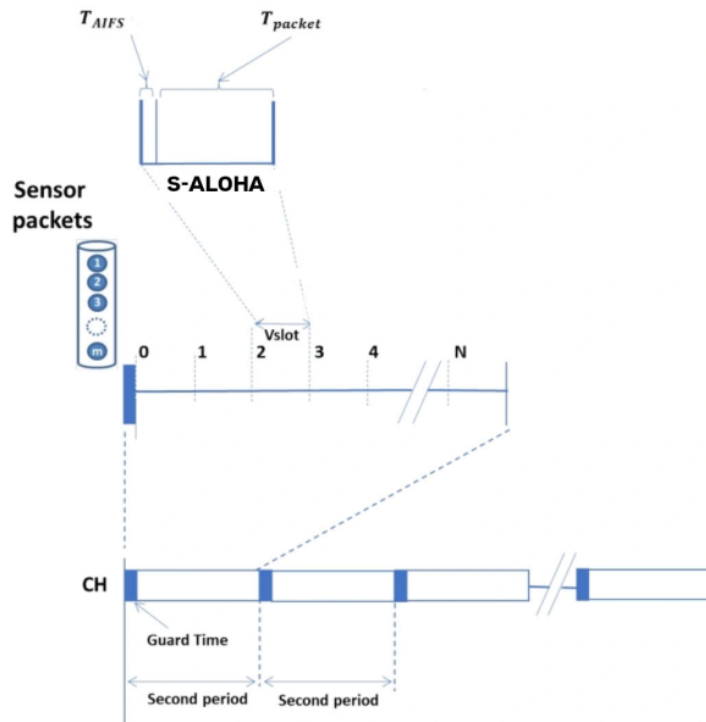 T_AIFS
T_packet
S-ALOHA
Sensor
packets
1
2
3
m
Vslot
0 1 2 3 4 N
CH
Guard Time
Second period Second period